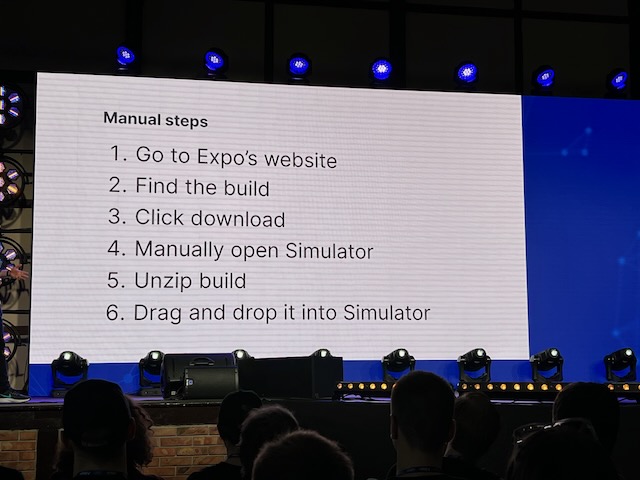 Manual steps
1. Go to Expo’s website
2. Find the build
3. Click download
4. Manually open Simulator
5. Unzip build
6. Drag and drop it into Simulator